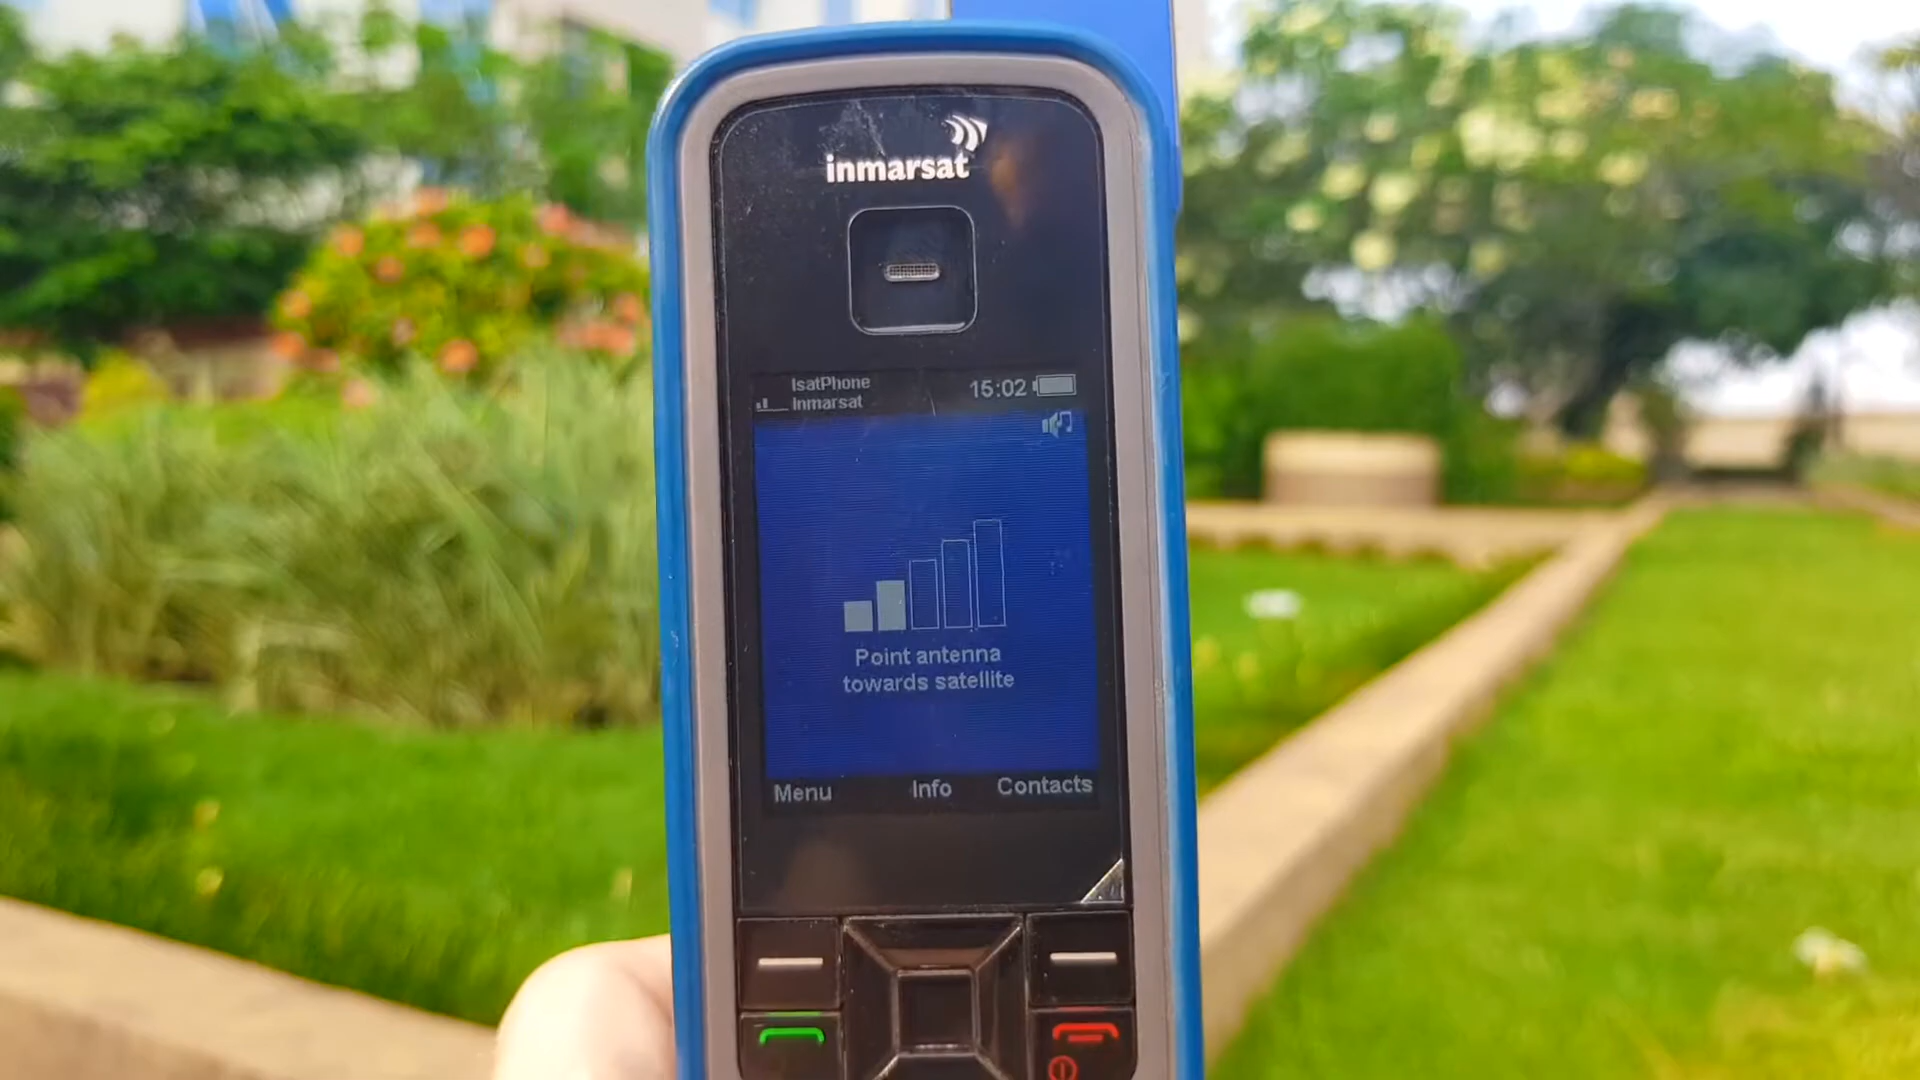 inmarsat
IsatPhone
Inmarsat
15:02
Point antenna
towards satellite
Menu Info Contacts